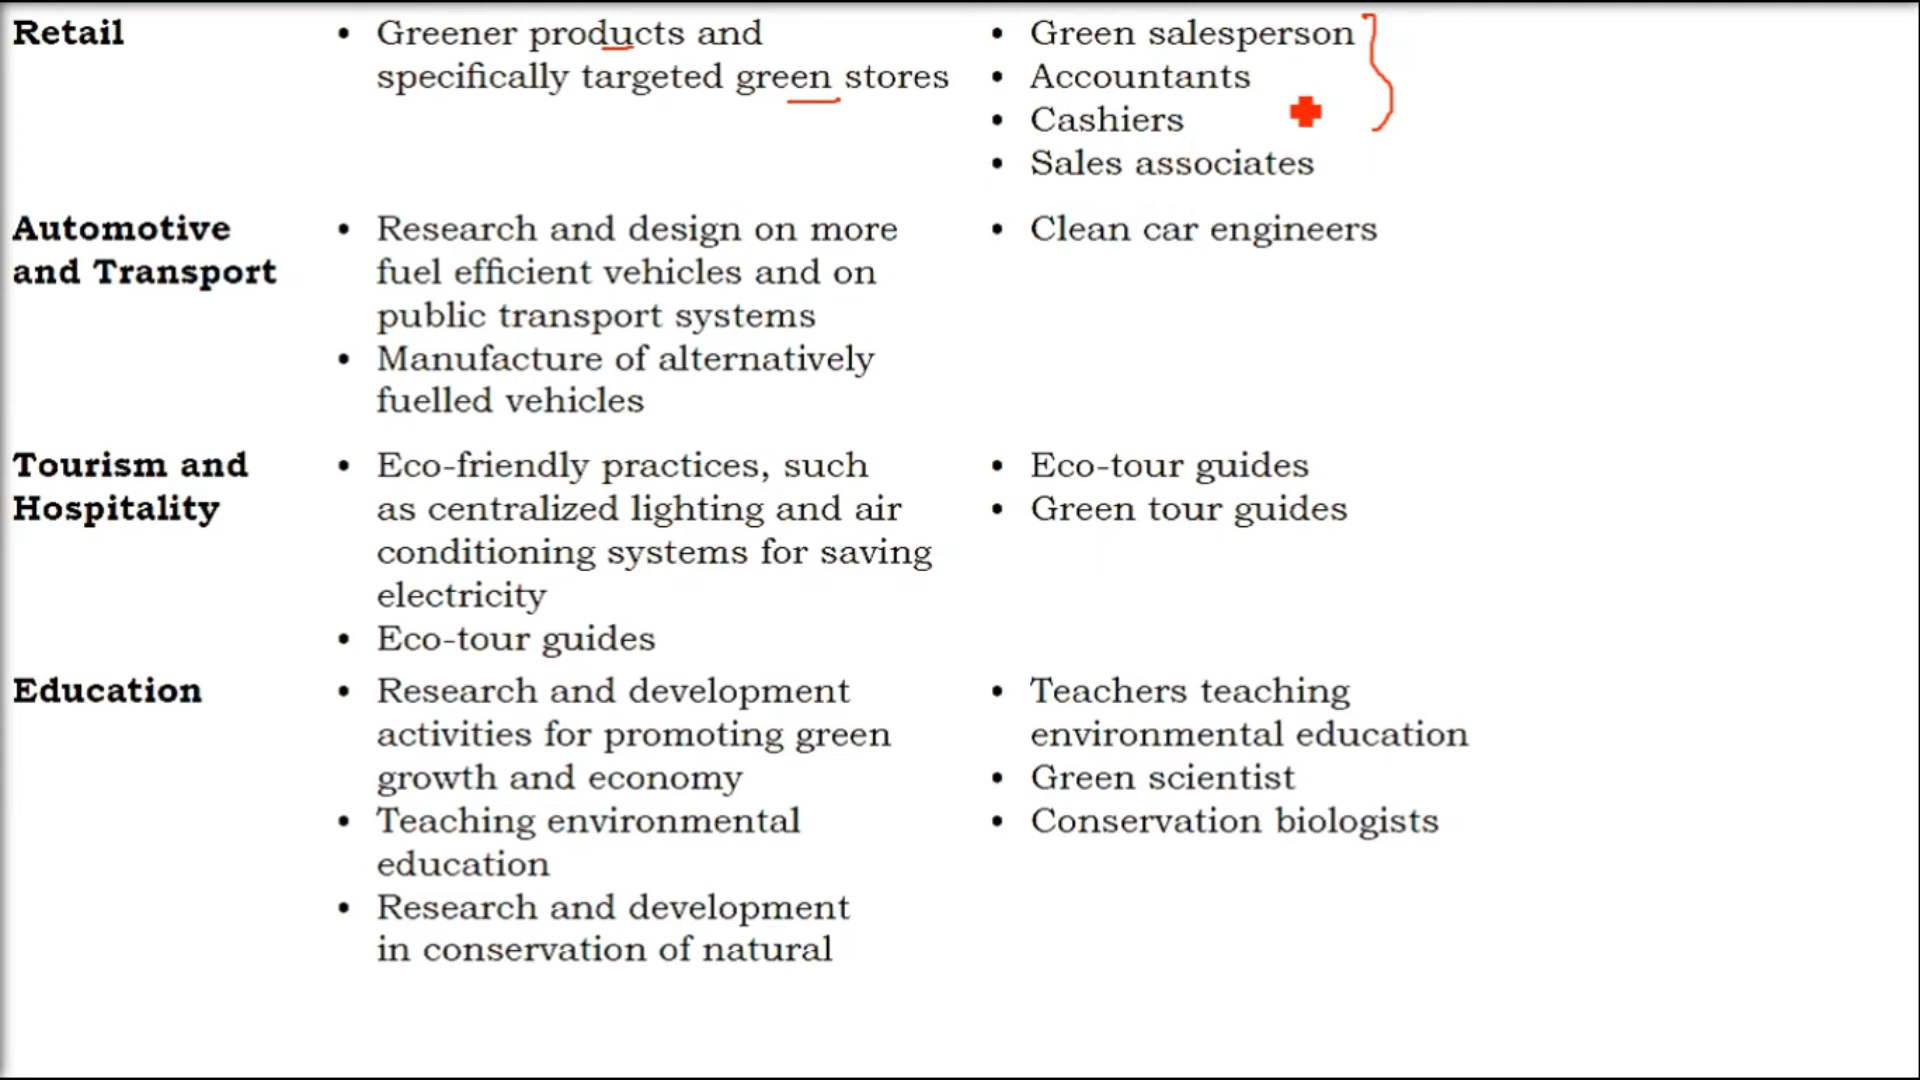 Retail
• Greener products and
specifically targeted green stores
• Green salesperson
• Accountants
• Cashiers
• Sales associates
Automotive
and Transport
• Research and design on more
fuel efficient vehicles and on
public transport systems
• Manufacture of alternatively
fuelled vehicles
• Clean car engineers
Tourism and
Hospitality
• Eco-friendly practices, such
as centralized lighting and air
conditioning systems for saving
electricity
• Eco-tour guides
• Eco-tour guides
• Green tour guides
Education
• Research and development
activities for promoting green
growth and economy
• Teaching environmental
education
• Research and development
in conservation of natural
• Teachers teaching
environmental education
• Green scientist
• Conservation biologists